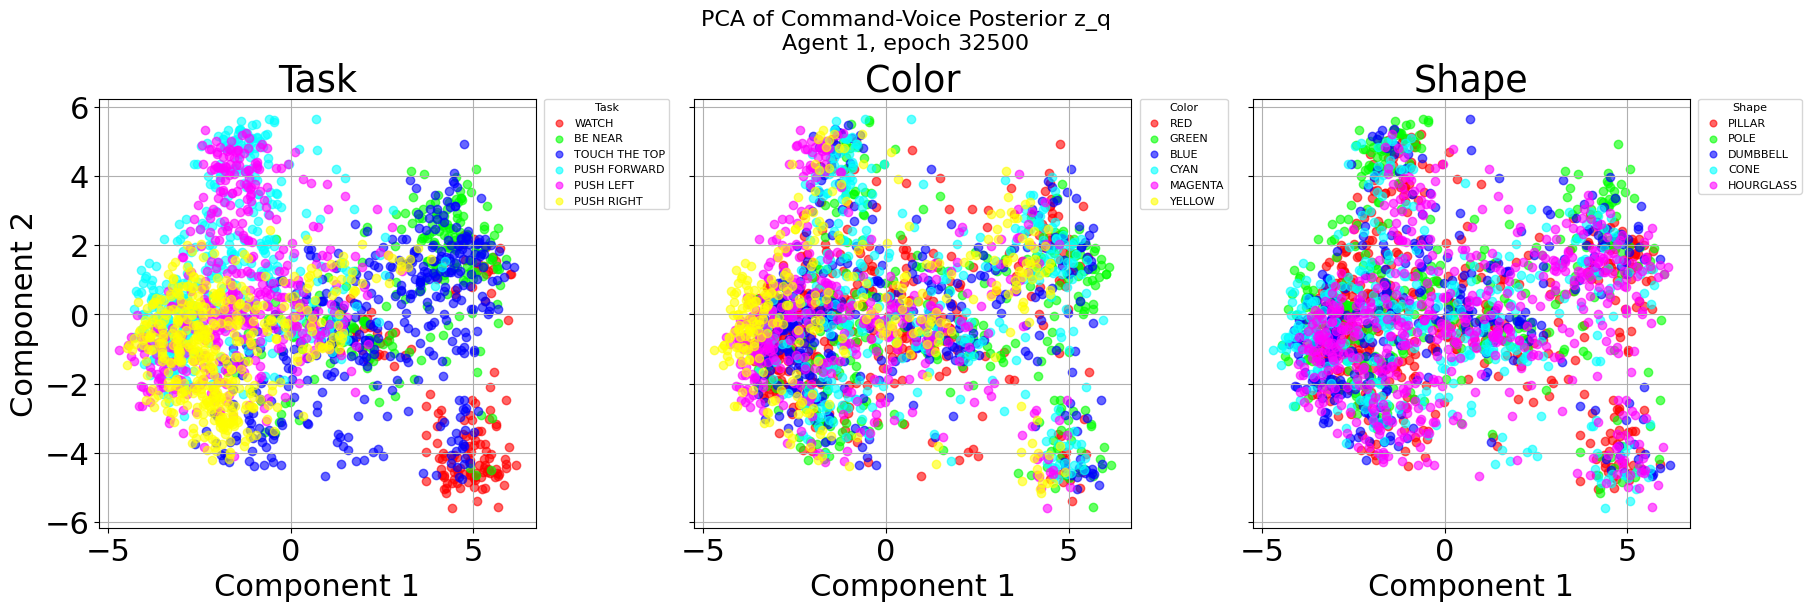 PCA of Command-Voice Posterior z_q
Agent 1, epoch 32500
Task
Color
Shape
Component 2
6
4
2
0
−2
−4
−6
−5
0
5
Component 1
Task
WATCH
BE NEAR
TOUCH THE TOP
PUSH FORWARD
PUSH LEFT
PUSH RIGHT
−5
0
5
Component 1
Color
RED
GREEN
BLUE
CYAN
MAGENTA
YELLOW
−5
0
5
Component 1
Shape
PILLAR
POLE
DUMBBELL
CONE
HOURGLASS